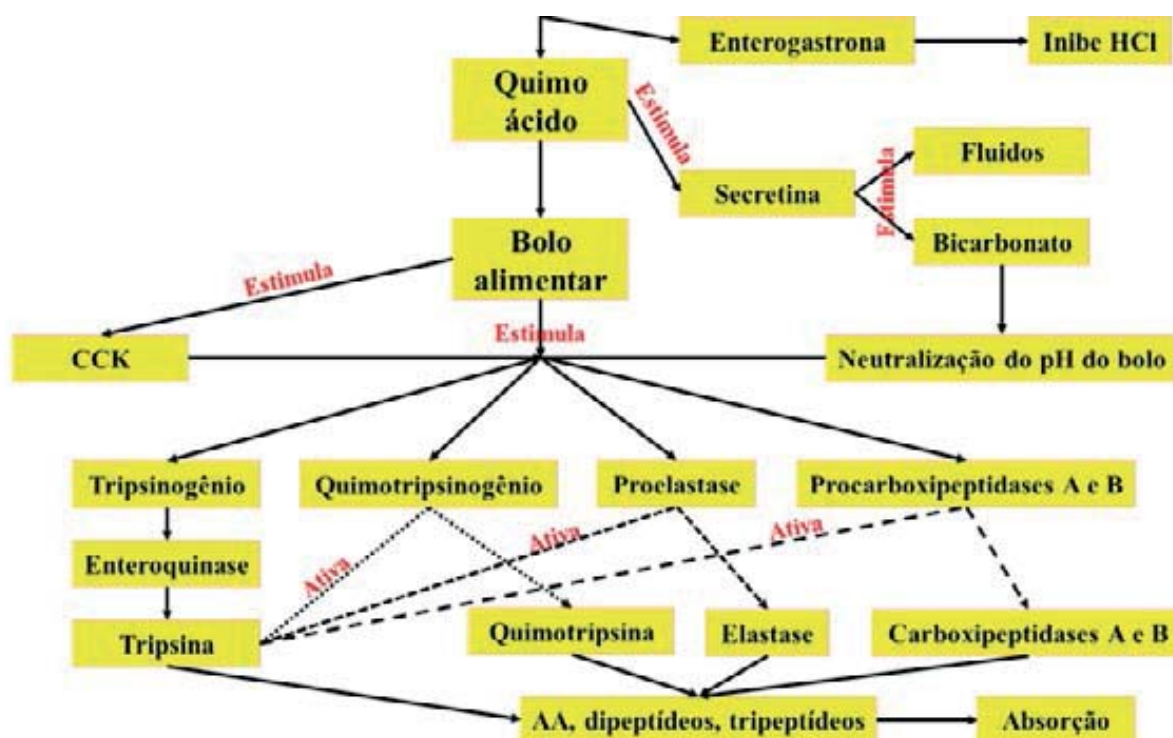 Enterogastrona
Inibe HCl
Quimo
ácido
Estimula
Fluidos
Secretina
Estimula
Bicarbonato
Bolo
alimentar
Estimula
Estimula
CCK
Neutralização do pH do bolo
Tripsinogênio
Quimotripsinogênio
Proelastase
Procarboxipeptidases A e B
Ativa
Ativa
Ativa
Enteroquinase
Tripsina
Quimotripsina
Elastase
Carboxipeptidases A e B
AA, dipeptídeos, tripeptídeos
Absorção